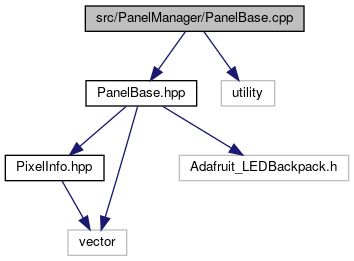 src/PanelManager/PanelBase.cpp
PanelBase.hpp
utility
PixelInfo.hpp
Adafruit_LEDBackpack.h
vector